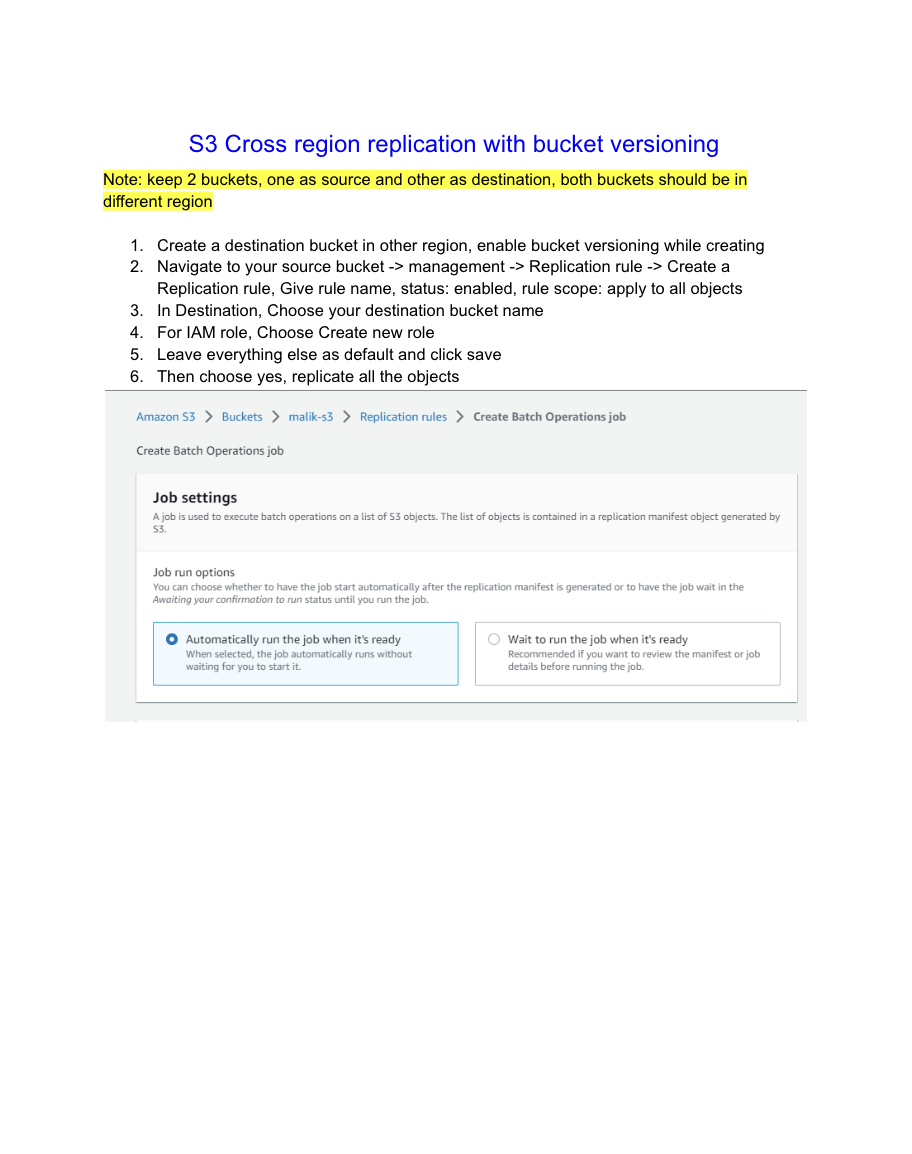 S3 Cross region replication with bucket versioning
Note: keep 2 buckets, one as source and other as destination, both buckets should be in
different region
1. Create a destination bucket in other region, enable bucket versioning while creating
2. Navigate to your source bucket -> management -> Replication rule -> Create a
Replication rule, Give rule name, status: enabled, rule scope: apply to all objects
3. In Destination, Choose your destination bucket name
4. For IAM role, Choose Create new role
5. Leave everything else as default and click save
6. Then choose yes, replicate all the objects
Amazon S3 > Buckets > malik-s3 > Replication rules > Create Batch Operations job
Create Batch Operations job
Job settings
A job is used to execute batch operations on a list of S3 objects. The list of objects is contained in a replication manifest object generated by
S3.
Job run options
You can choose whether to have the job start automatically after the replication manifest is generated or to have the job wait in the
Awaiting your confirmation to run status until you run the job.
Automatically run the job when it's ready
When selected, the job automatically runs without
waiting for you to start it.
Wait to run the job when it's ready
Recommended if you want to review the manifest or job
details before running the job.